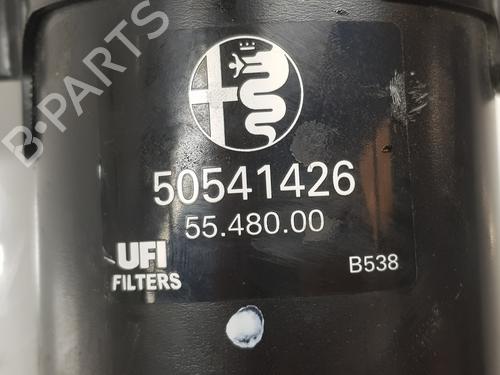 B-PARTS
50541426
55.480.00
UFI
FILTERS
B538